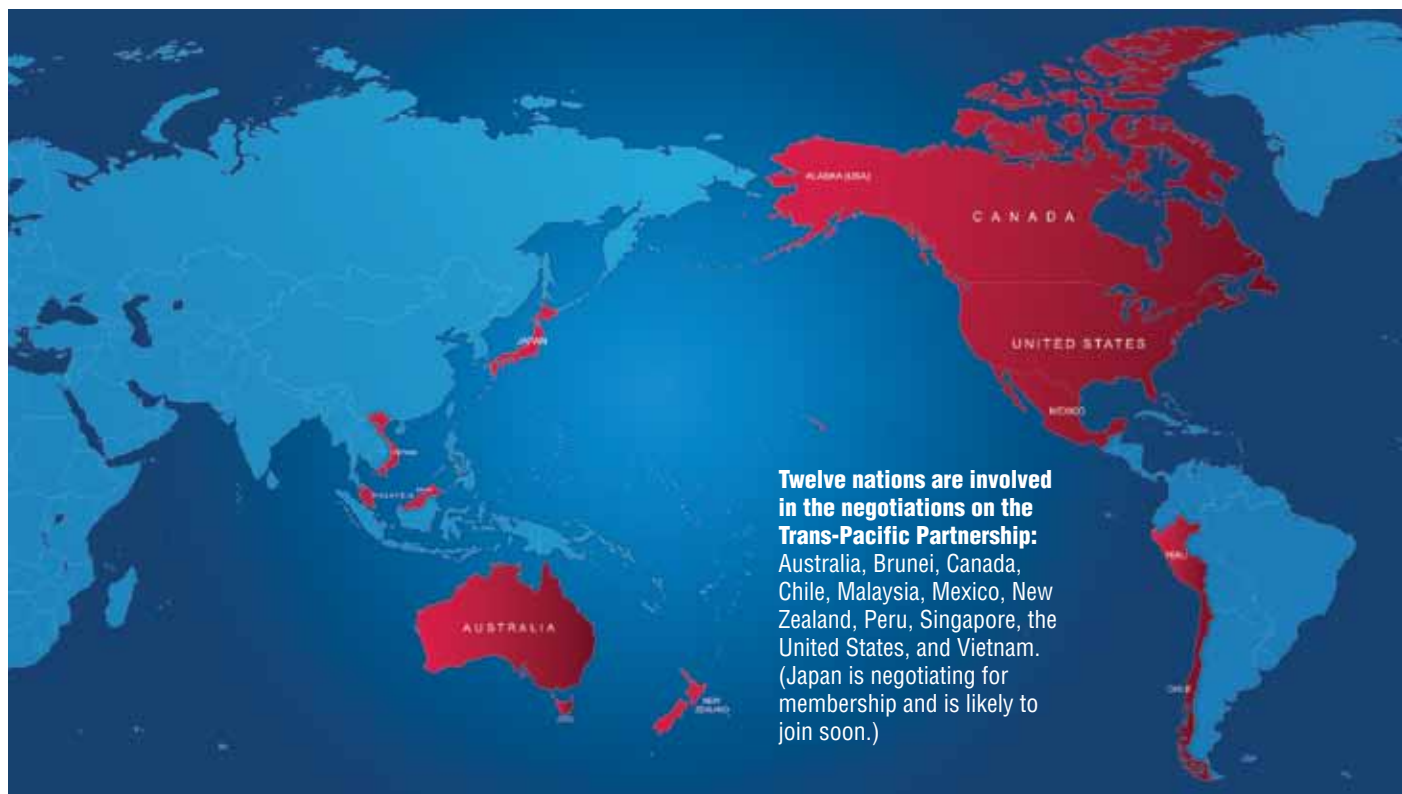 ALASKA (USA)
CANADA
UNITED STATES
MEXICO
JAPAN
VIETNAM
MALAYSIA
AUSTRALIA
NEW
ZEALAND
CHILE
Twelve nations are involved
in the negotiations on the
Trans-Pacific Partnership:
Australia, Brunei, Canada,
Chile, Malaysia, Mexico, New
Zealand, Peru, Singapore, the
United States, and Vietnam.
(Japan is negotiating for
membership and is likely to
join soon.)